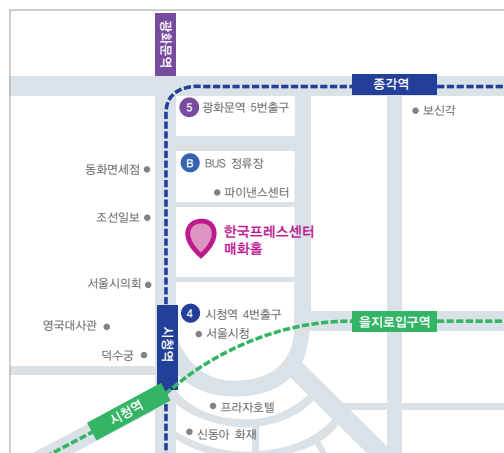 광화문역
종각역
5 광화문역 5번출구
보신각
B BUS 정류장
동화면세점
파이낸스센터
조선일보
한국프레스센터
매화홀
서울시의회
4 시청역 4번출구
영국대사관
시청역
서울시청
을지로입구역
덕수궁
시청역
프라자호텔
신동아 화재